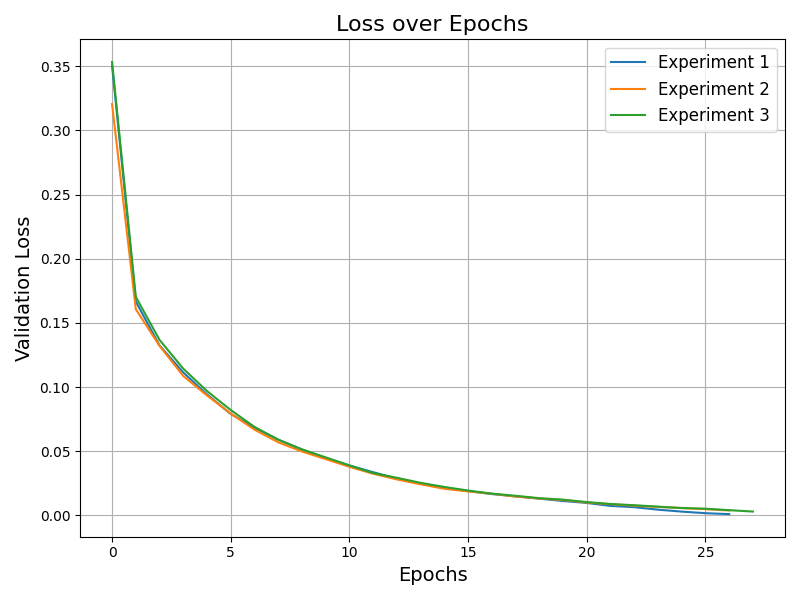 Loss over Epochs
Experiment 1
Experiment 2
Experiment 3
Validation Loss
0.35
0.30
0.25
0.20
0.15
0.10
0.05
0.00
0 5 10 15 20 25
Epochs